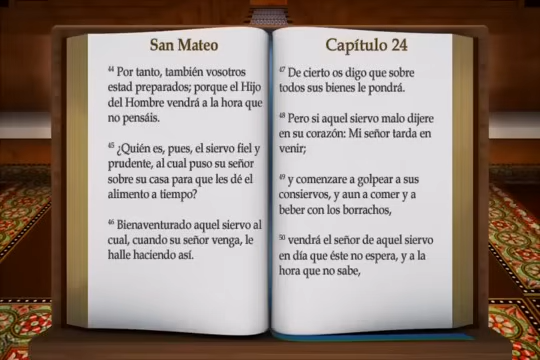 San Mateo
44 Por tanto, también vosotros
estad preparados; porque el Hijo
del Hombre vendrá a la hora que
no pensáis.
45 ¿Quién es, pues, el siervo fiel y
prudente, al cual puso su señor
sobre su casa para que les dé el
alimento a tiempo?
46 Bienaventurado aquel siervo al
cual, cuando su señor venga, le
halle haciendo así.
Capítulo 24
47 De cierto os digo que sobre
todos sus bienes le pondrá.
48 Pero si aquel siervo malo dijere
en su corazón: Mi señor tarda en
venir;
49 y comenzare a golpear a sus
consiervos, y aun a comer y a
beber con los borrachos,
50 vendrá el señor de aquel siervo
en día que éste no espera, y a la
hora que no sabe,